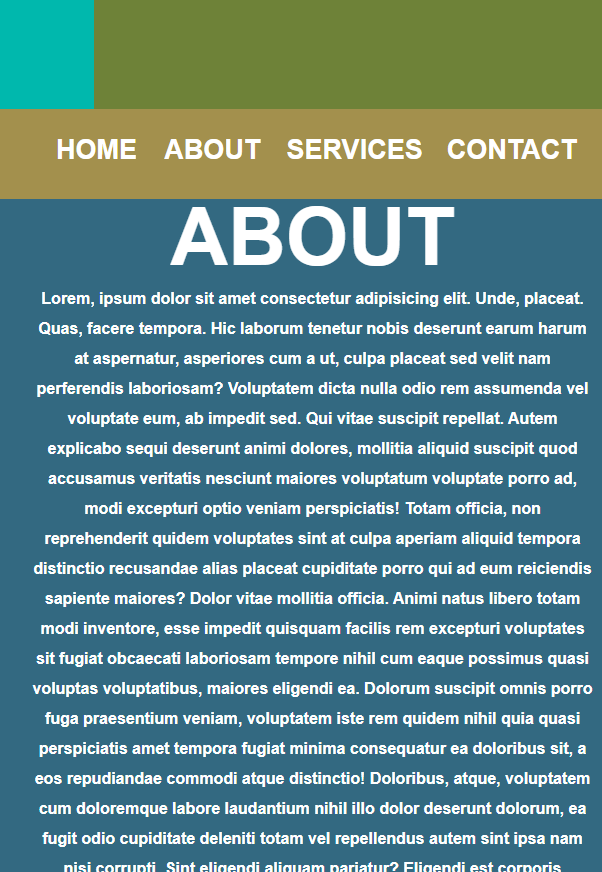 HOME ABOUT SERVICES CONTACT
ABOUT
Lorem, ipsum dolor sit amet consectetur adipisicing elit. Unde, placeat.
Quas, facere tempora. Hic laborum tenetur nobis deserunt earum harum
at aspernatur, asperiores cum a ut, culpa placeat sed velit nam
perferendis laboriosam? Voluptatem dicta nulla odio rem assumenda vel
voluptate eum, ab impedit sed. Qui vitae suscipit repellat. Autem
explicabo sequi deserunt animi dolores, mollitia aliquid suscipit quod
accusamus veritatis nesciunt maiores voluptatum voluptate porro ad,
modi excepturi optio veniam perspiciatis! Totam officia, non
reprehenderit quidem voluptates sint at culpa aperiam aliquid tempora
distinctio recusandae alias placeat cupiditate porro qui ad eum reiciendis
sapiente maiores? Dolor vitae mollitia officia. Animi natus libero totam
modi inventore, esse impedit quisquam facilis rem excepturi voluptates
sit fugiat obcaecati laboriosam tempore nihil cum eaque possimus quasi
voluptas voluptatibus, maiores eligendi ea. Dolorum suscipit omnis porro
fuga praesentium veniam, voluptatem iste rem quidem nihil quia quasi
perspiciatis amet tempora fugiat minima consequatur ea doloribus sit, a
eos repudiandae commodi atque distinctio! Doloribus, atque, voluptatem
cum doloremque labore laudantium nihil illo dolor deserunt dolorum, ea
fugit odio cupiditate deleniti totam vel repellendus autem sint ipsa nam
nisi corrupti. Sint eligendi aliquam pariatur? Eligendi est corporis